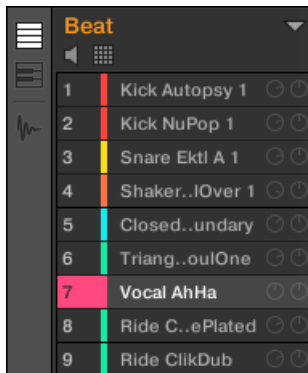 Beat
1 Kick Autopsy 1
2 Kick NuPop 1
3 Snare Ektl A 1
4 Shaker..lOver 1
5 Closed..undary
6 Triang..oulOne
7 Vocal AhHa
8 Ride C..ePlated
9 Ride ClikDub